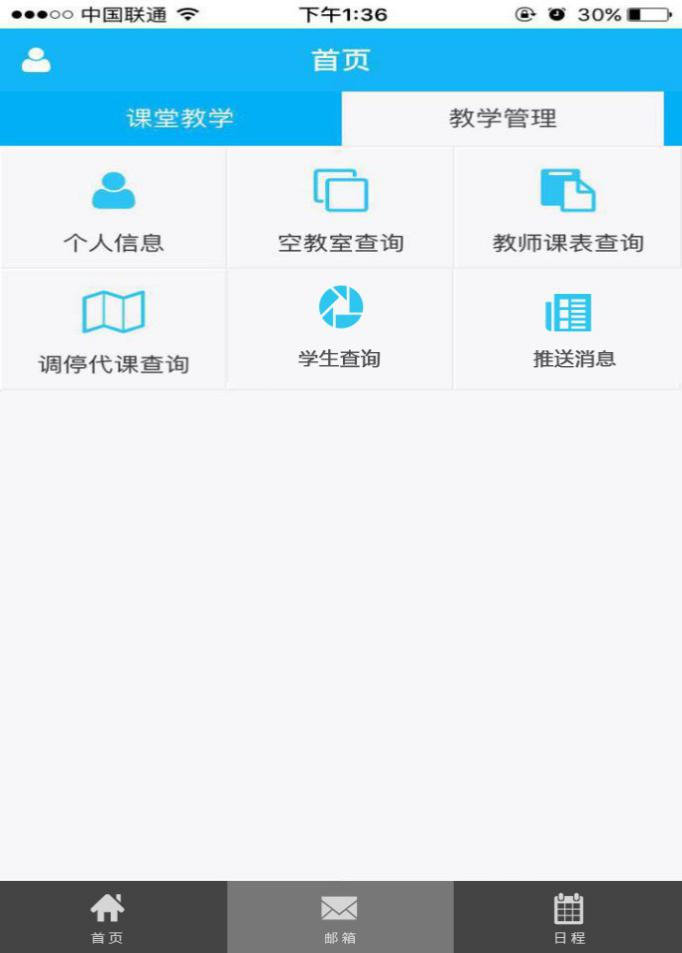 中国联通 下午1:36 30%
首页
课堂教学 教学管理
个人信息 空教室查询 教师课表查询
调停代课查询 学生查询 推送消息
首页 邮箱 日程